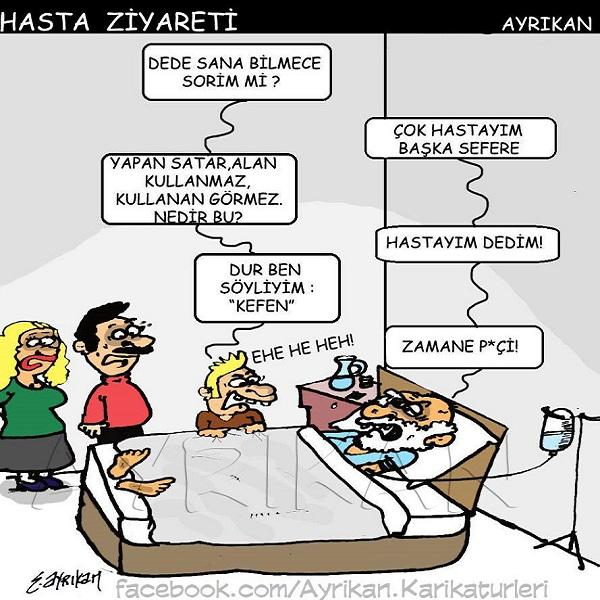 HASTA ZİYARETİ
AYRIKAN
DEDE SANA BİLMECE
SORİM Mİ ?
ÇOK HASTAYIM
BAŞKA SEFERE
YAPAN SATAR,ALAN
KULLANMAZ,
KULLANAN GÖRMEZ.
NEDİR BU?
HASTAYIM DEDİM!
DUR BEN
SÖYLİYİM :
“KEFEN”
EHE HE HEH!
ZAMANE P*Çİ!
AYRIKAN
E.AYRIKAN
facebook.com/Ayrikan.Karikaturleri